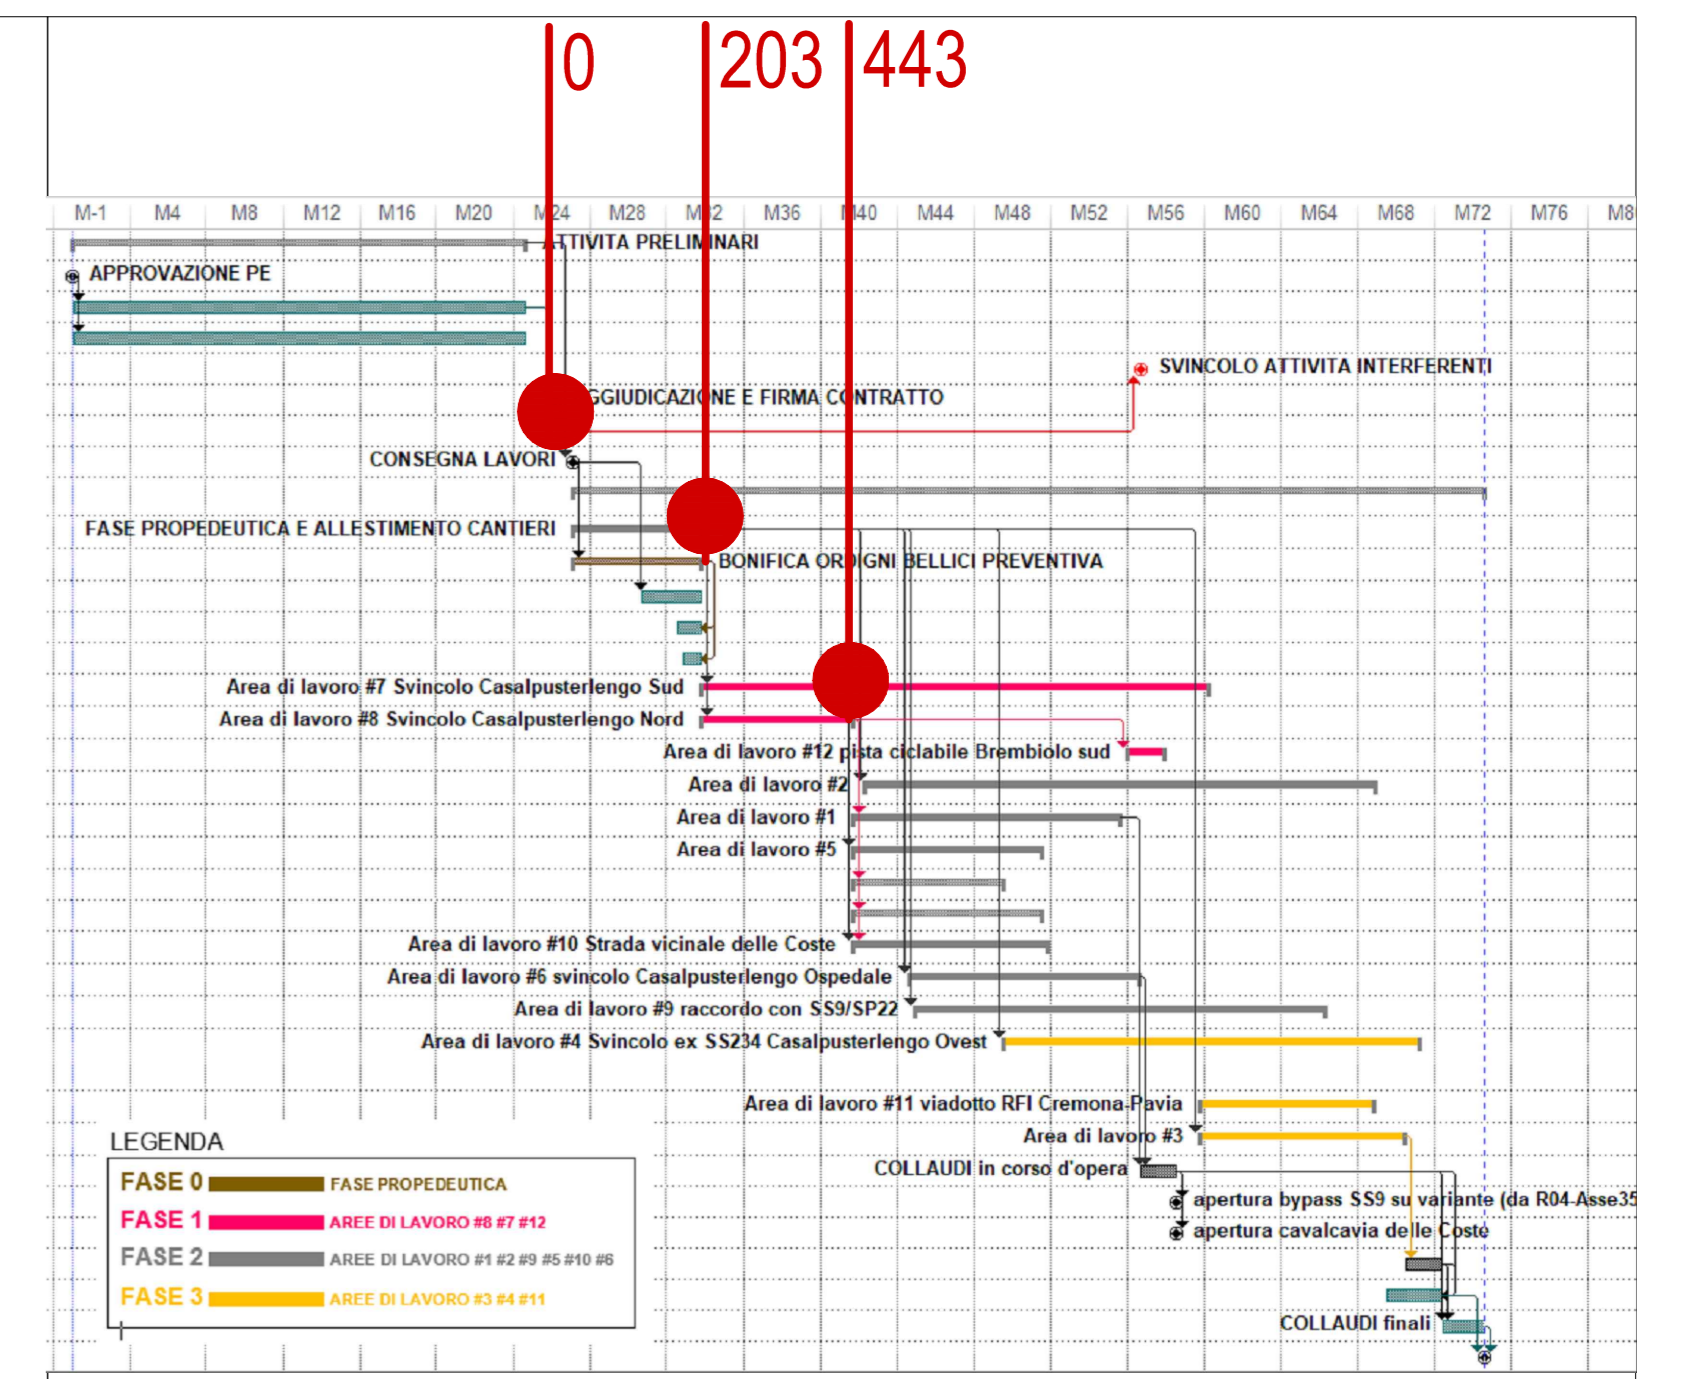 0
203
443
M-1 M4 M8 M12 M16 M20 M24 M28 M32 M36 M40 M44 M48 M52 M56 M60 M64 M68 M72 M76 M8
ATTIVITA PRELIMINARI
APPROVAZIONE PE
SVINCOLO ATTIVITA INTERFERENTI
GGIUDICAZIONE E FIRMA CONTRATTO
CONSEGNA LAVORI
FASE PROPEDEUTICA E ALLESTIMENTO CANTIERI
BONIFICA ORDIGNI BELLICI PREVENTIVA
Area di lavoro #7 Svincolo Casalpusterlengo Sud
Area di lavoro #8 Svincolo Casalpusterlengo Nord
Area di lavoro #12 pista ciclabile Brembiolo sud
Area di lavoro #2
Area di lavoro #1
Area di lavoro #5
Area di lavoro #10 Strada vicinale delle Coste
Area di lavoro #6 svincolo Casalpusterlengo Ospedale
Area di lavoro #9 raccordo con SS9/SP22
Area di lavoro #4 Svincolo ex SS234 Casalpusterlengo Ovest
Area di lavoro #11 viadotto RFI Cremona-Pavia
Area di lavoro #3
COLLAUDI in corso d'opera
apertura bypass SS9 su variante (da R04-Asse35
apertura cavalcavia delle Coste
COLLAUDI finali
LEGENDA
FASE 0 FASE PROPEDEUTICA
FASE 1 AREE DI LAVORO #8 #7 #12
FASE 2 AREE DI LAVORO #1 #2 #9 #5 #10 #6
FASE 3 AREE DI LAVORO #3 #4 #11